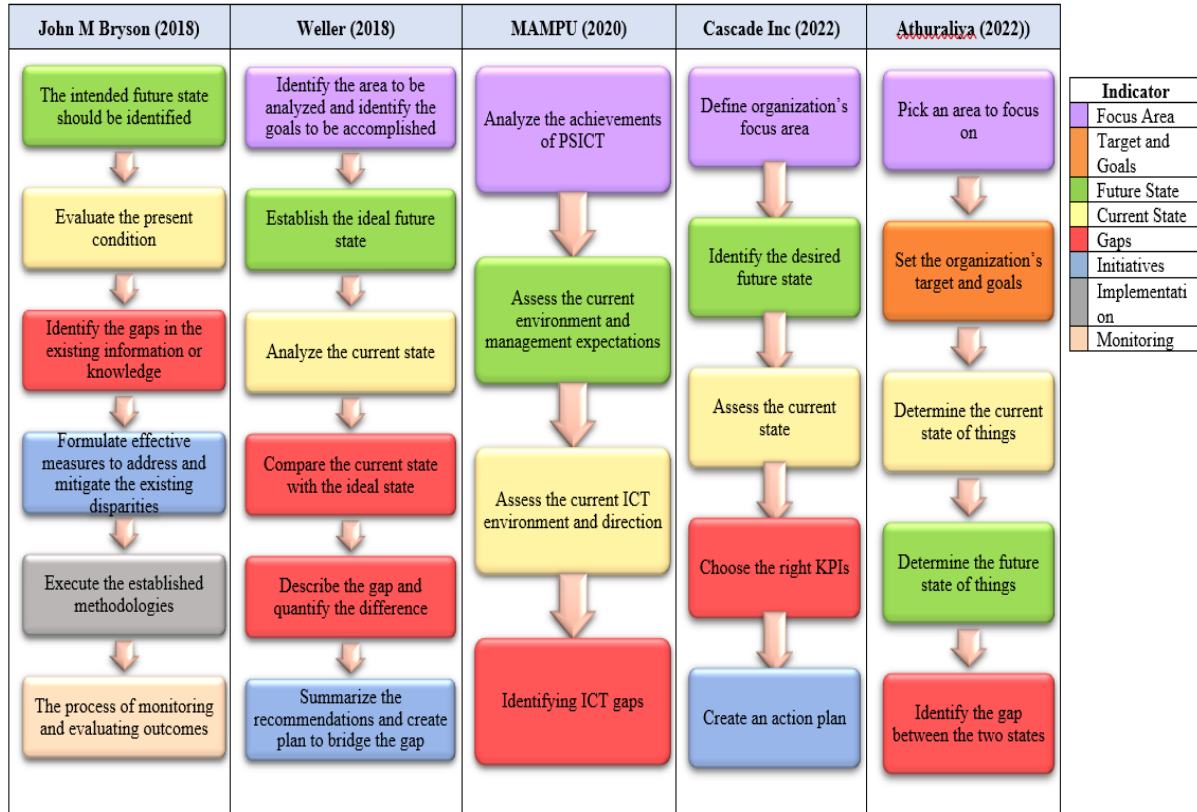 John M Bryson (2018)
The intended future state
should be identified
Evaluate the present
condition
Identify the gaps in the
existing information or
knowledge
Formulate effective
measures to address and
mitigate the existing
disparities
Execute the established
methodologies
The process of monitoring
and evaluating outcomes
Weller (2018)
Identify the area to be
analyzed and identify the
goals to be accomplished
Establish the ideal future
state
Analyze the current state
Compare the current state
with the ideal state
Describe the gap and
quantify the difference
Summarize the
recommendations and create
plan to bridge the gap
MAMPU (2020)
Analyze the achievements
of PSICT
Assess the current
environment and
management expectations
Assess the current ICT
environment and direction
Identifying ICT gaps
Cascade Inc (2022)
Define organization’s
focus area
Identify the desired
future state
Assess the current
state
Choose the right KPIs
Create an action plan
Athuraliya (2022))
Pick an area to focus
on
Set the organization’s
target and goals
Determine the current
state of things
Determine the future
state of things
Identify the gap
between the two states
Indicator
Focus Area
Target and
Goals
Future State
Current State
Gaps
Initiatives
Implementati
on
Monitoring